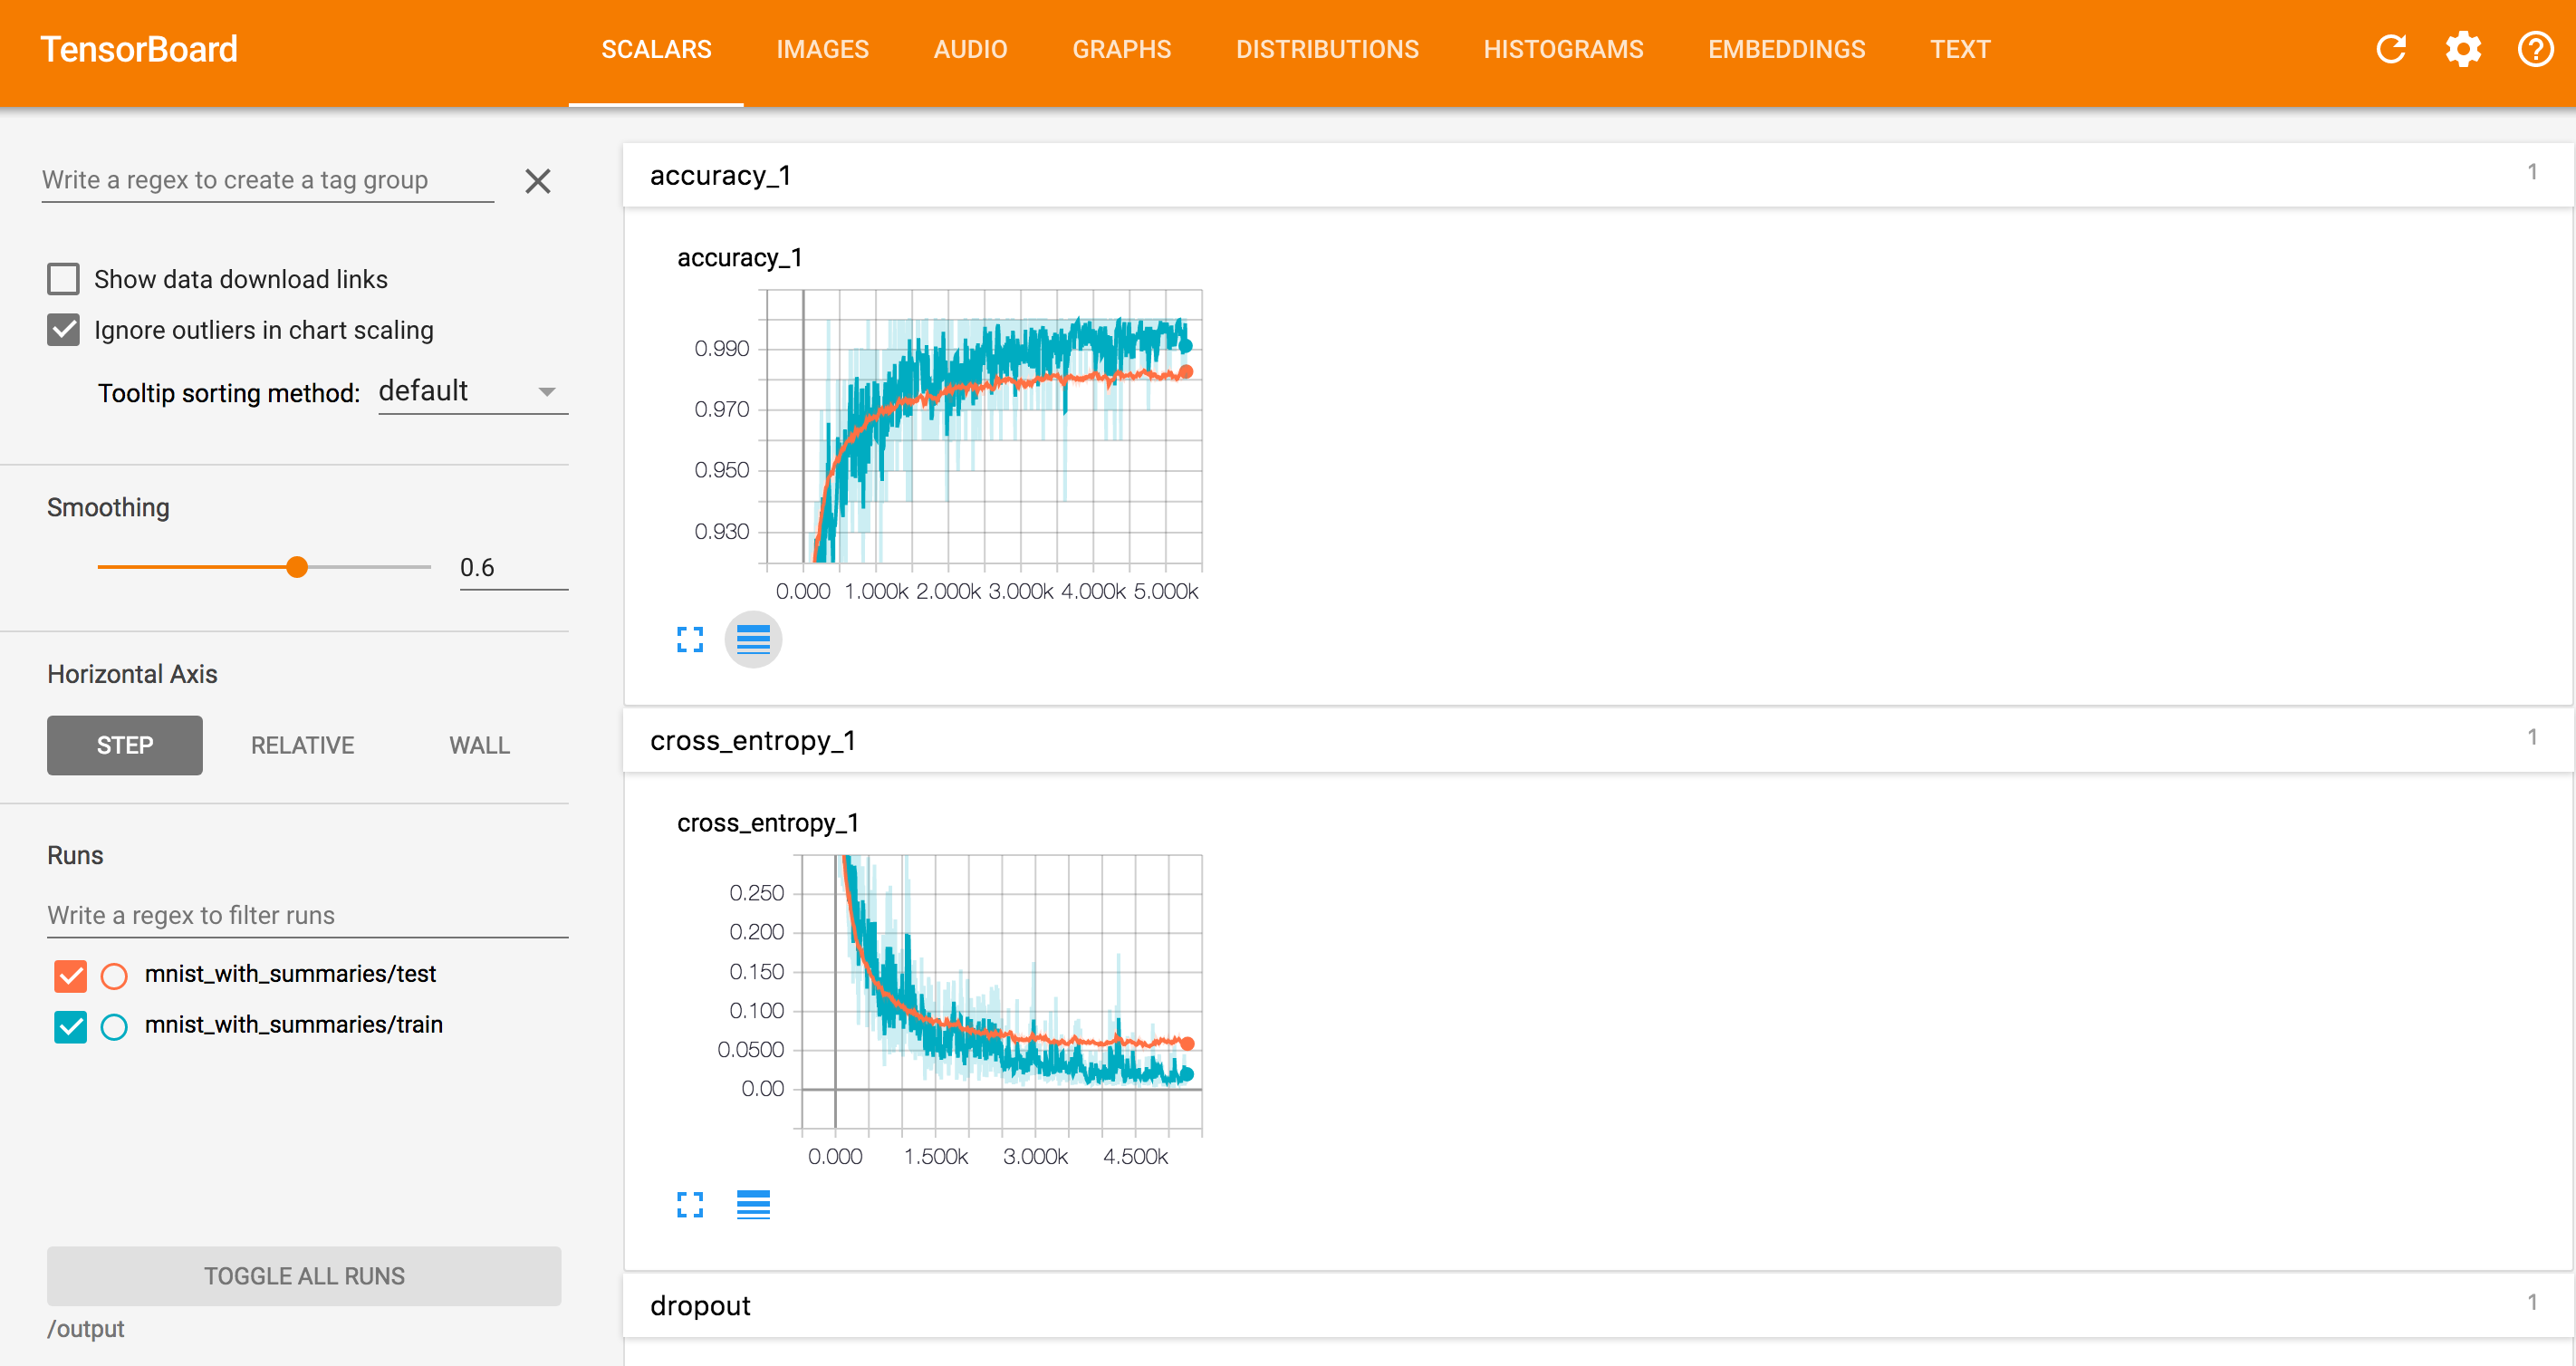 TensorBoard
SCALARS IMAGES AUDIO GRAPHS DISTRIBUTIONS HISTOGRAMS EMBEDDINGS TEXT
Write a regex to create a tag group
Show data download links
Ignore outliers in chart scaling
Tooltip sorting method: default
Smoothing
0.6
Horizontal Axis
STEP RELATIVE WALL
Runs
Write a regex to filter runs
mnist_with_summaries/test
mnist_with_summaries/train
TOGGLE ALL RUNS
/output
accuracy_1 1
accuracy_1
0.990
0.970
0.950
0.930
0.000 1.000k 2.000k 3.000k 4.000k 5.000k
cross_entropy_1 1
cross_entropy_1
0.250
0.200
0.150
0.100
0.0500
0.00
0.000 1.500k 3.000k 4.500k
dropout 1